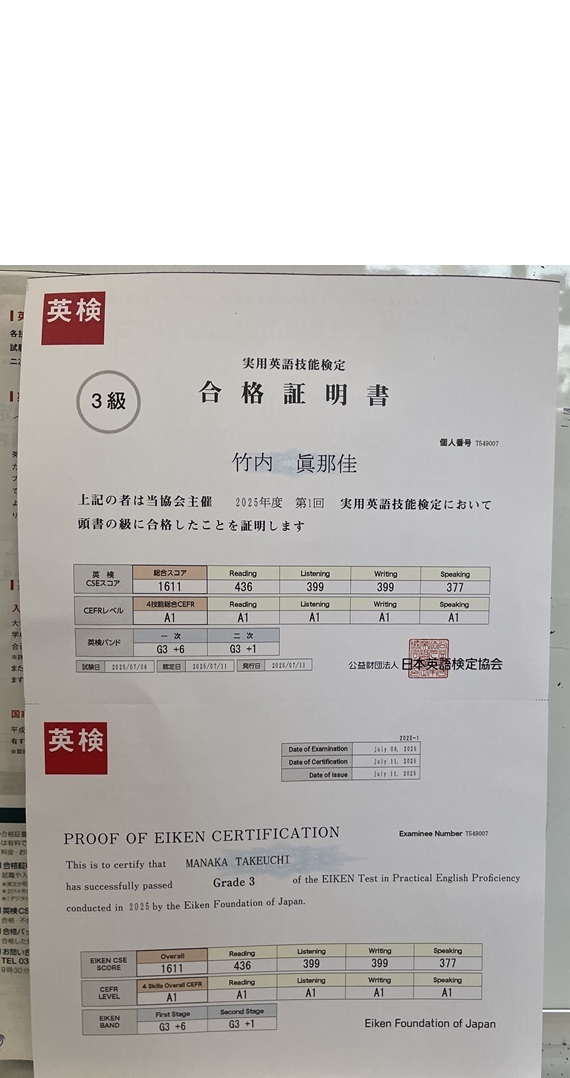 英検
実用英語技能検定
合格証明書
3級
個人番号 T549007
竹内 眞那佳
上記の者は当協会主催 2025年度 第1回 実用英語技能検定において
頭書の級に合格したことを証明します
英検CSEスコア 総合スコア Reading Listening Writing Speaking
1611 436 399 399 377
CEFRレベル 4技能総合CEFR Reading Listening Writing Speaking
A1 A1 A1 A1 A1
英検バンド 一次 二次
G3 +6 G3 +1
試験日 2025/07/06 認定日 2025/07/11 発行日 2025/07/11
公益財団法人 日本英語検定協会
英検
2025-1
Date of Examination July 06, 2025
Date of Certification July 11, 2025
Date of Issue July 11, 2025
PROOF OF EIKEN CERTIFICATION
Examinee Number T549007
This is to certify that MANAKA TAKEUCHI
has successfully passed Grade 3 of the EIKEN Test in Practical English Proficiency
conducted in 2025 by the Eiken Foundation of Japan.
EIKEN CSE SCORE Overall Reading Listening Writing Speaking
1611 436 399 399 377
CEFR LEVEL 4 Skills Overall CEFR Reading Listening Writing Speaking
A1 A1 A1 A1 A1
EIKEN BAND First Stage Second Stage
G3 +6 G3 +1
Eiken Foundation of Japan